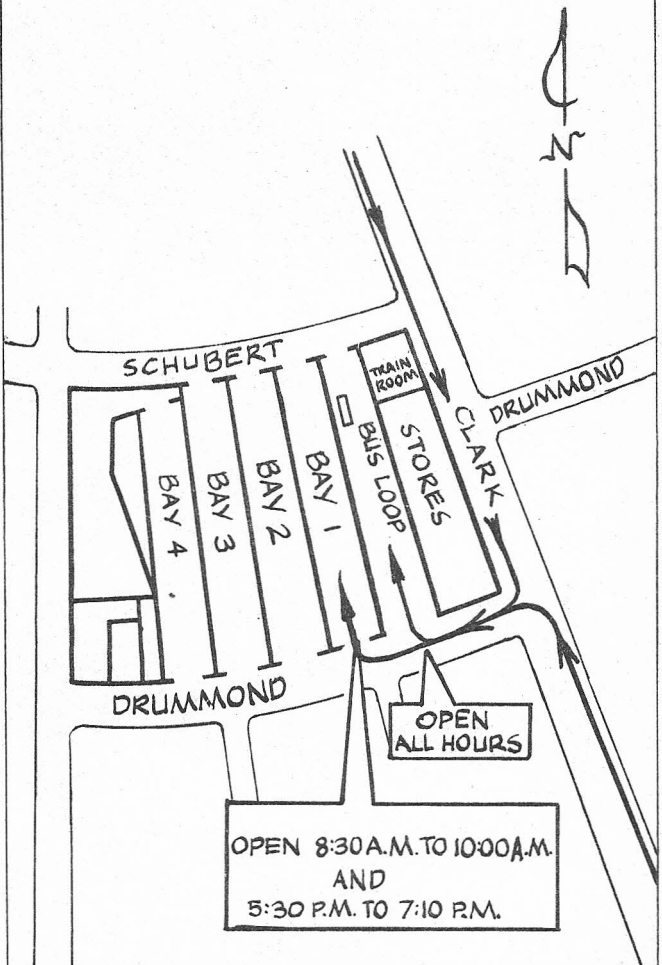 N
SCHUBERT
TRAIN
ROOM
DRUMMOND
CLARK
STORES
BUS LOOP
BAY 1
BAY 2
BAY 3
BAY 4
DRUMMOND
OPEN
ALL HOURS
OPEN 8:30 A.M. TO 10:00 A.M.
AND
5:30 P.M. TO 7:10 P.M.